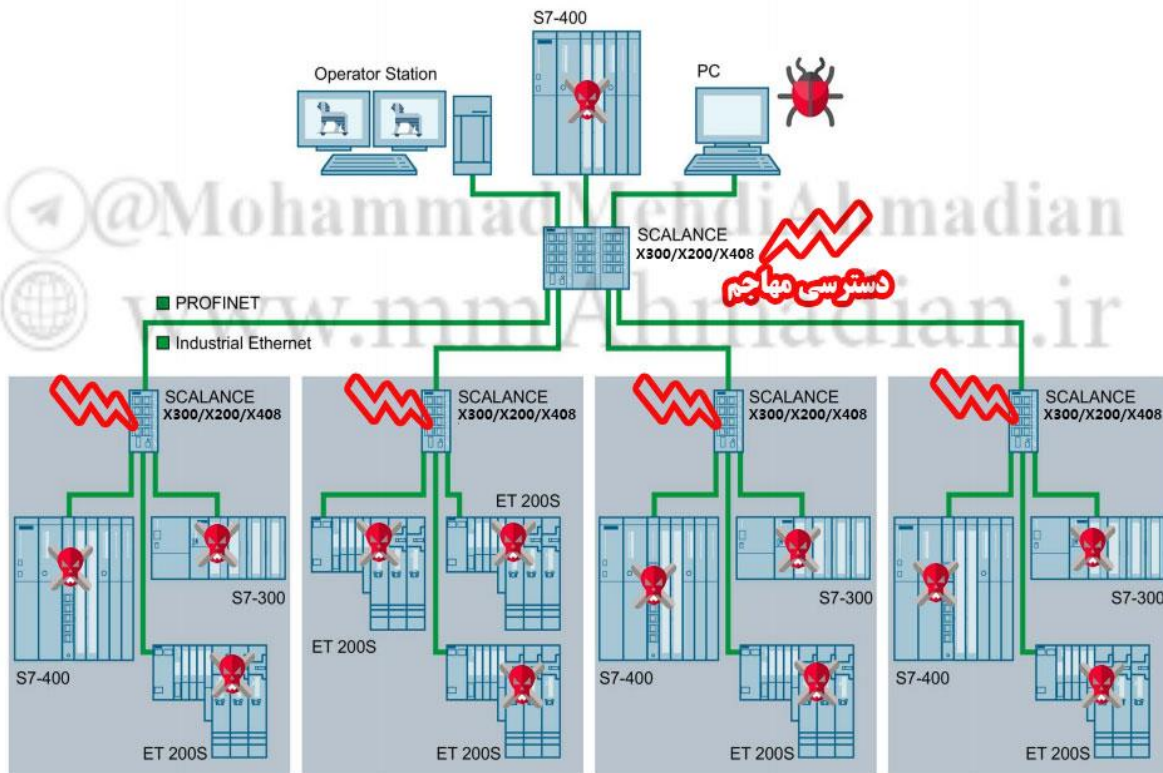 S7-400
Operator Station
PC
@MohammadMehdiAhmadian
SCALANCE
X300/X200/X408
دسترسی مهاجم
www.mmAhmadian.ir
PROFINET
Industrial Ethernet
SCALANCE
X300/X200/X408
S7-300
S7-400
ET 200S
SCALANCE
X300/X200/X408
ET 200S
ET 200S
ET 200S
SCALANCE
X300/X200/X408
S7-300
S7-400
ET 200S
SCALANCE
X300/X200/X408
S7-300
S7-400
ET 200S